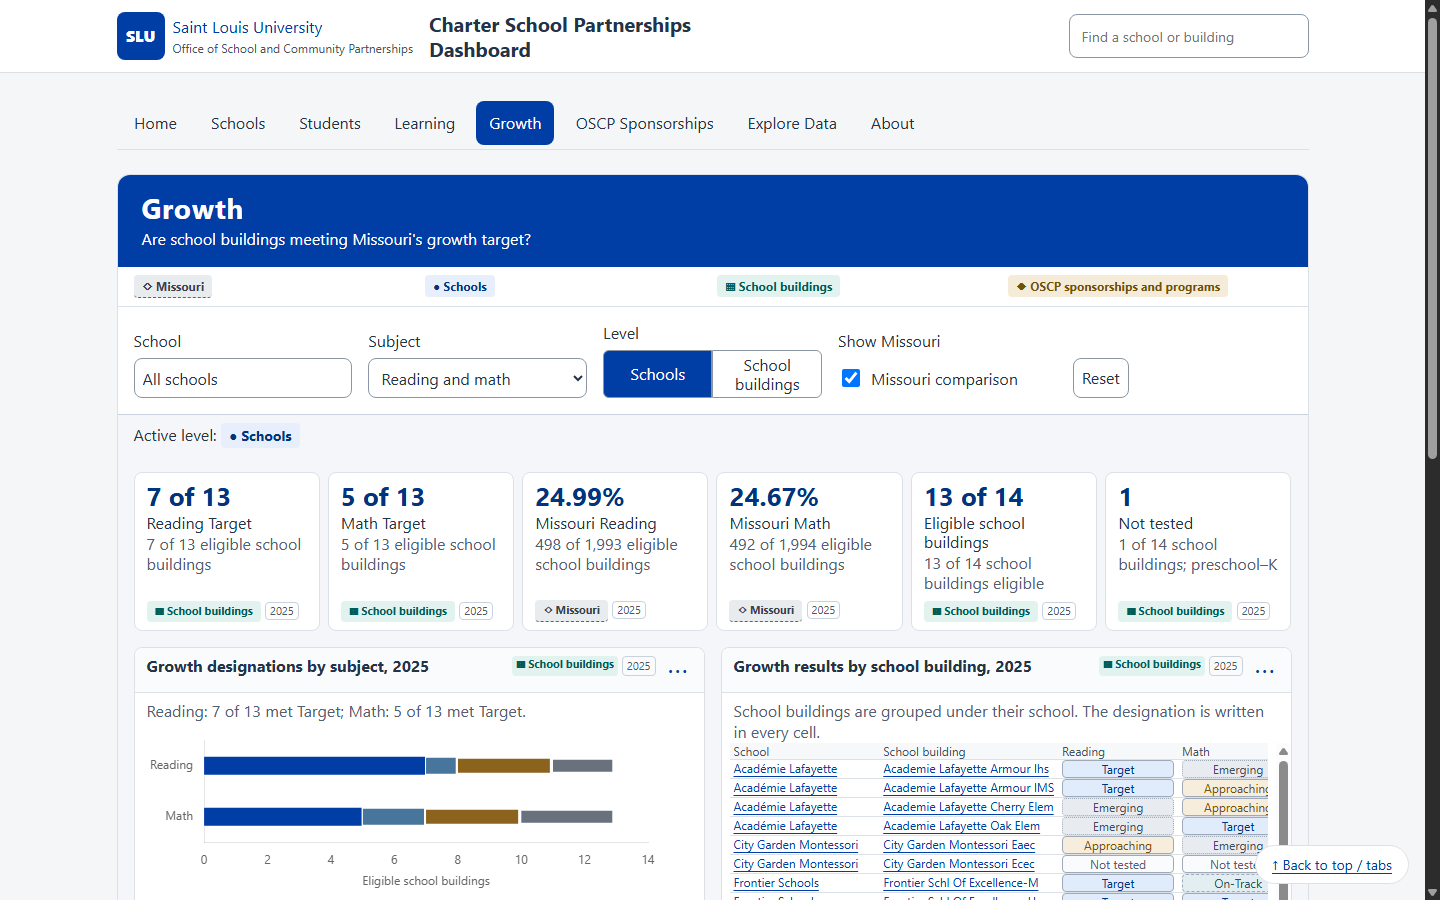 SLU
Saint Louis University
Office of School and Community Partnerships
Charter School Partnerships
Dashboard
Find a school or building
Home
Schools
Students
Learning
Growth
OSCP Sponsorships
Explore Data
About
Growth
Are school buildings meeting Missouri's growth target?
Missouri
Schools
School buildings
OSCP sponsorships and programs
School
All schools
Subject
Reading and math
Level
Schools
School
buildings
Show Missouri
Missouri comparison
Reset
Active level: Schools
7 of 13
Reading Target
7 of 13 eligible school
buildings
School buildings 2025
5 of 13
Math Target
5 of 13 eligible school
buildings
School buildings 2025
24.99%
Missouri Reading
498 of 1,993 eligible
school buildings
Missouri 2025
24.67%
Missouri Math
492 of 1,994 eligible
school buildings
Missouri 2025
13 of 14
Eligible school
buildings
13 of 14 school
buildings eligible
School buildings 2025
1
Not tested
1 of 14 school
buildings; preschool–K
School buildings 2025
Growth designations by subject, 2025
School buildings 2025 ...
Reading: 7 of 13 met Target; Math: 5 of 13 met Target.
Reading
Math
0 2 4 6 8 10 12 14
Eligible school buildings
Growth results by school building, 2025
School buildings 2025 ...
School buildings are grouped under their school. The designation is written
in every cell.
School School building Reading Math
Académie Lafayette Academie Lafayette Armour Ihs Target Emerging
Académie Lafayette Academie Lafayette Armour IMS Target Approaching
Académie Lafayette Academie Lafayette Cherry Elem Emerging Approaching
Académie Lafayette Academie Lafayette Oak Elem Emerging Target
City Garden Montessori City Garden Montessori Eaec Approaching Emerging
City Garden Montessori City Garden Montessori Ecec Not tested Not teste
Frontier Schools Frontier Schl Of Excellence-M Target On-Track
↑ Back to top / tabs